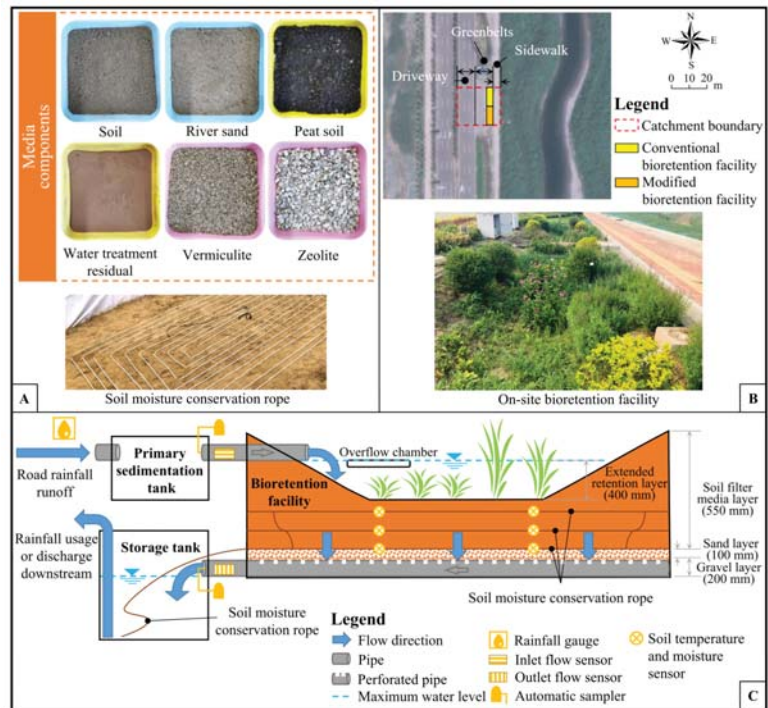 Media
components
Soil
River sand
Peat soil
Water treatment
residual
Vermiculite
Zeolite
Soil moisture conservation rope
A
Greenbelts
Sidewalk
Driveway
N
W
E
S
0 10 20
m
Legend
Catchment boundary
Conventional
bioretention facility
Modified
bioretention facility
On-site bioretention facility
B
Road rainfall
runoff
Primary
sedimentation
tank
Overflow chamber
Bioretention
facility
Extended
retention layer
(400 mm)
Soil filter
media layer
(550 mm)
Sand layer
(100 mm)
Gravel layer
(200 mm)
Rainfall usage
or discharge
downstream
Storage tank
Soil moisture
conservation rope
Soil moisture conservation rope
Legend
Flow direction
Pipe
Perforated pipe
Maximum water level
Rainfall gauge
Inlet flow sensor
Outlet flow sensor
Automatic sampler
Soil temperature
and moisture
sensor
C